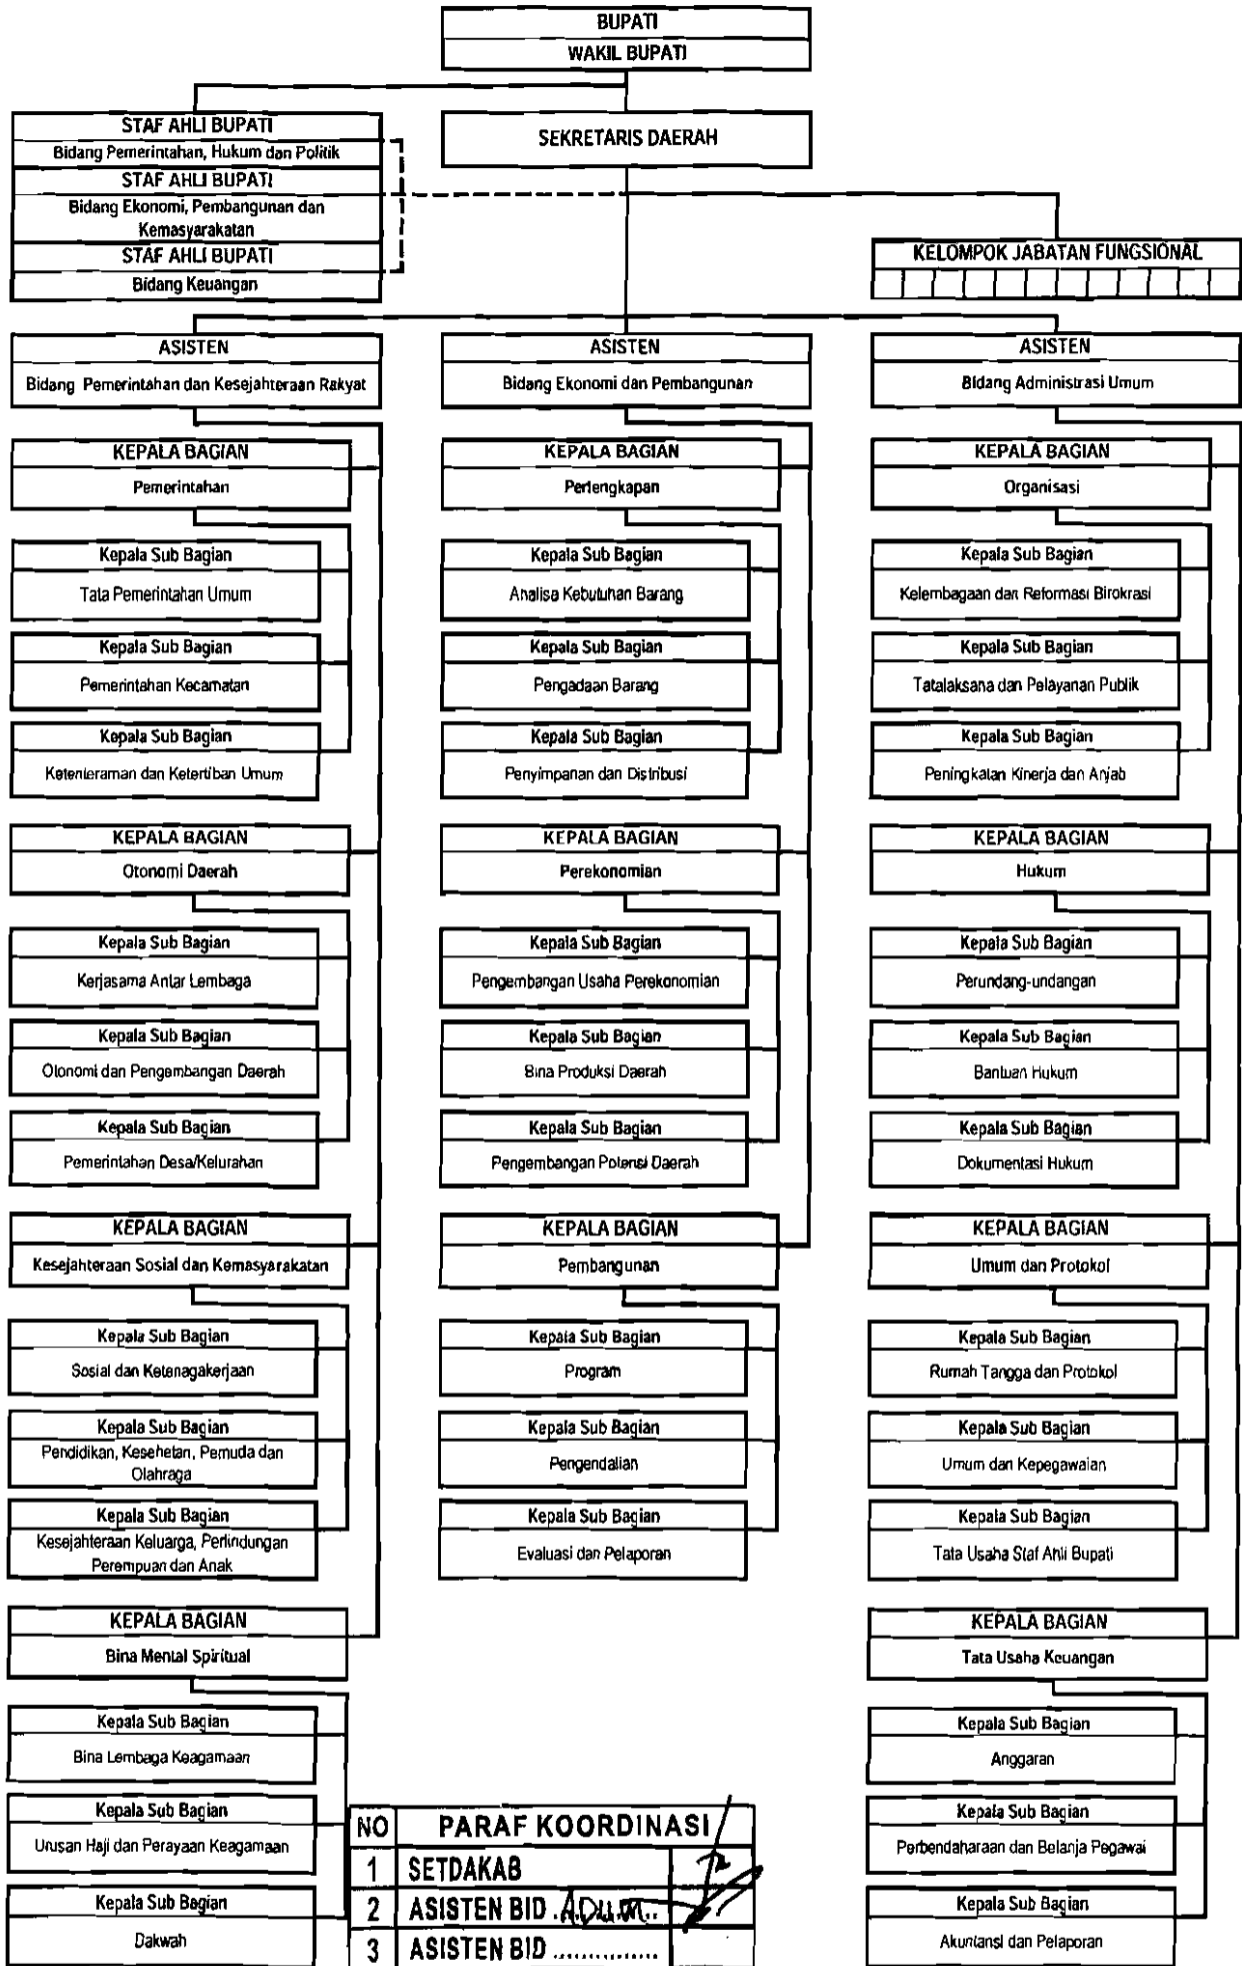 BUPATI
WAKIL BUPATI
STAF AHLI BUPATI
Bidang Pemerintahan, Hukum dan Politik
STAF AHLI BUPATI
Bidang Ekonomi, Pembangunan dan
Kemasyarakatan
STAF AHLI BUPATI
Bidang Keuangan
SEKRETARIS DAERAH
KELOMPOK JABATAN FUNGSIONAL
ASISTEN
Bidang Pemerintahan dan Kesejahteraan Rakyat
KEPALA BAGIAN
Pemerintahan
Kepala Sub Bagian
Tata Pemerintahan Umum
Kepala Sub Bagian
Pemerintahan Kecamatan
Kepala Sub Bagian
Ketenteraman dan Ketertiban Umum
KEPALA BAGIAN
Otonomi Daerah
Kepala Sub Bagian
Kerjasama Antar Lembaga
Kepala Sub Bagian
Otonomi dan Pengembangan Daerah
Kepala Sub Bagian
Pemerintahan Desa/Kelurahan
KEPALA BAGIAN
Kesejahteraan Sosial dan Kemasyarakatan
Kepala Sub Bagian
Sosial dan Ketenagakerjaan
Kepala Sub Bagian
Pendidikan, Kesehetan, Pemuda dan
Olahraga
Kepala Sub Bagian
Kesejahteraan Keluarga, Perlindungan
Perempuan dan Anak
KEPALA BAGIAN
Bina Mental Spiritual
Kepala Sub Bagian
Bina Lembaga Keagamaan
Kepala Sub Bagian
Urusan Haji dan Perayaan Keagamaan
Kepala Sub Bagian
Dakwah
ASISTEN
Bidang Ekonomi dan Pembangunan
KEPALA BAGIAN
Perlengkapan
Kepala Sub Bagian
Analisa Kebutuhan Barang
Kepala Sub Bagian
Pengadaan Barang
Kepala Sub Bagian
Penyimpanan dan Distribusi
KEPALA BAGIAN
Perekonomian
Kepala Sub Bagian
Pengembangan Usaha Perekonomian
Kepala Sub Bagian
Bina Produksi Daerah
Kepala Sub Bagian
Pengembangan Potensi Daerah
KEPALA BAGIAN
Pembangunan
Kepala Sub Bagian
Program
Kepala Sub Bagian
Pengendalian
Kepala Sub Bagian
Evaluasi dan Pelaporan
ASISTEN
Bidang Administrasi Umum
KEPALA BAGIAN
Organisasi
Kepala Sub Bagian
Kelembagaan dan Reformasi Birokrasi
Kepala Sub Bagian
Tatalaksana dan Pelayanan Publik
Kepala Sub Bagian
Peningkatan Kinerja dan Anjab
KEPALA BAGIAN
Hukum
Kepala Sub Bagian
Perundang-undangan
Kepala Sub Bagian
Bantuan Hukum
Kepala Sub Bagian
Dokumentasi Hukum
KEPALA BAGIAN
Umum dan Protokol
Kepala Sub Bagian
Rumah Tangga dan Protokol
Kepala Sub Bagian
Umum dan Kepegawaian
Kepala Sub Bagian
Tata Usaha Staf Ahli Bupati
KEPALA BAGIAN
Tata Usaha Keuangan
Kepala Sub Bagian
Anggaran
Kepala Sub Bagian
Perbendaharaan dan Belanja Pegawai
Kepala Sub Bagian
Akuntansi dan Pelaporan
NO PARAF KOORDINASI
1 SETDAKAB
2 ASISTEN BID .Adum..
3 ASISTEN BID ..............